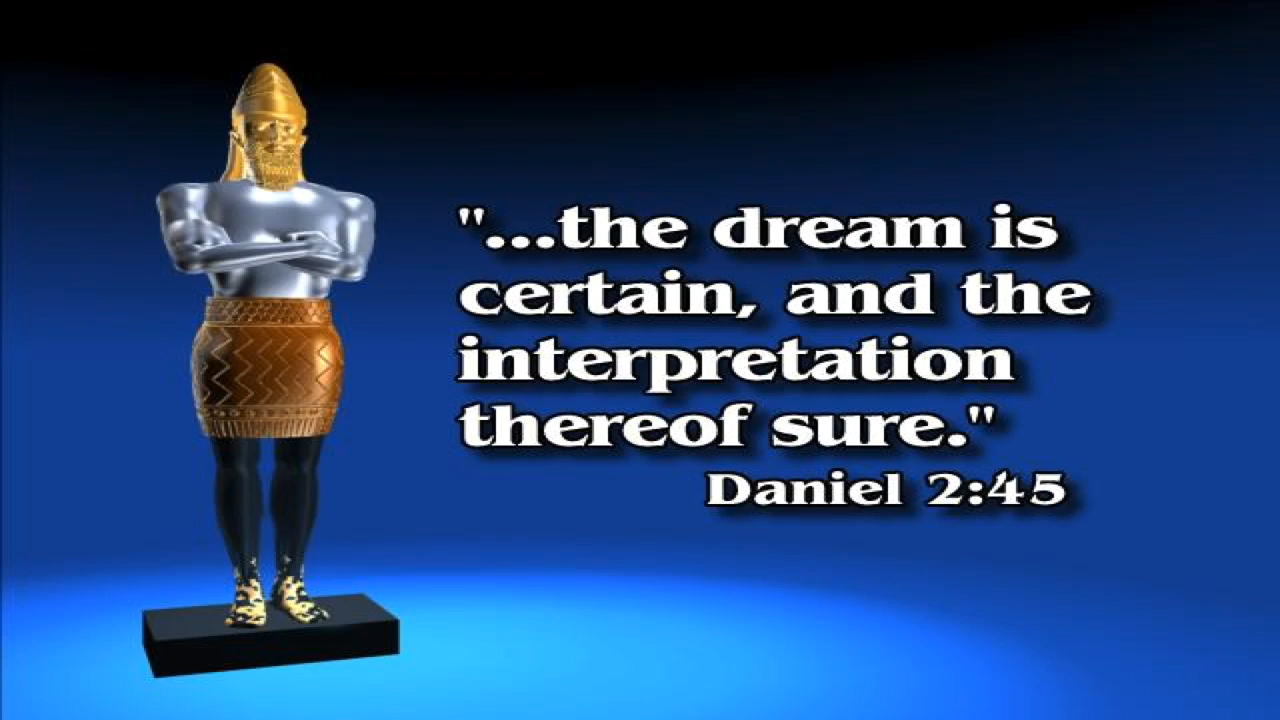 "...the dream is
certain, and the
interpretation
thereof sure."
Daniel 2:45